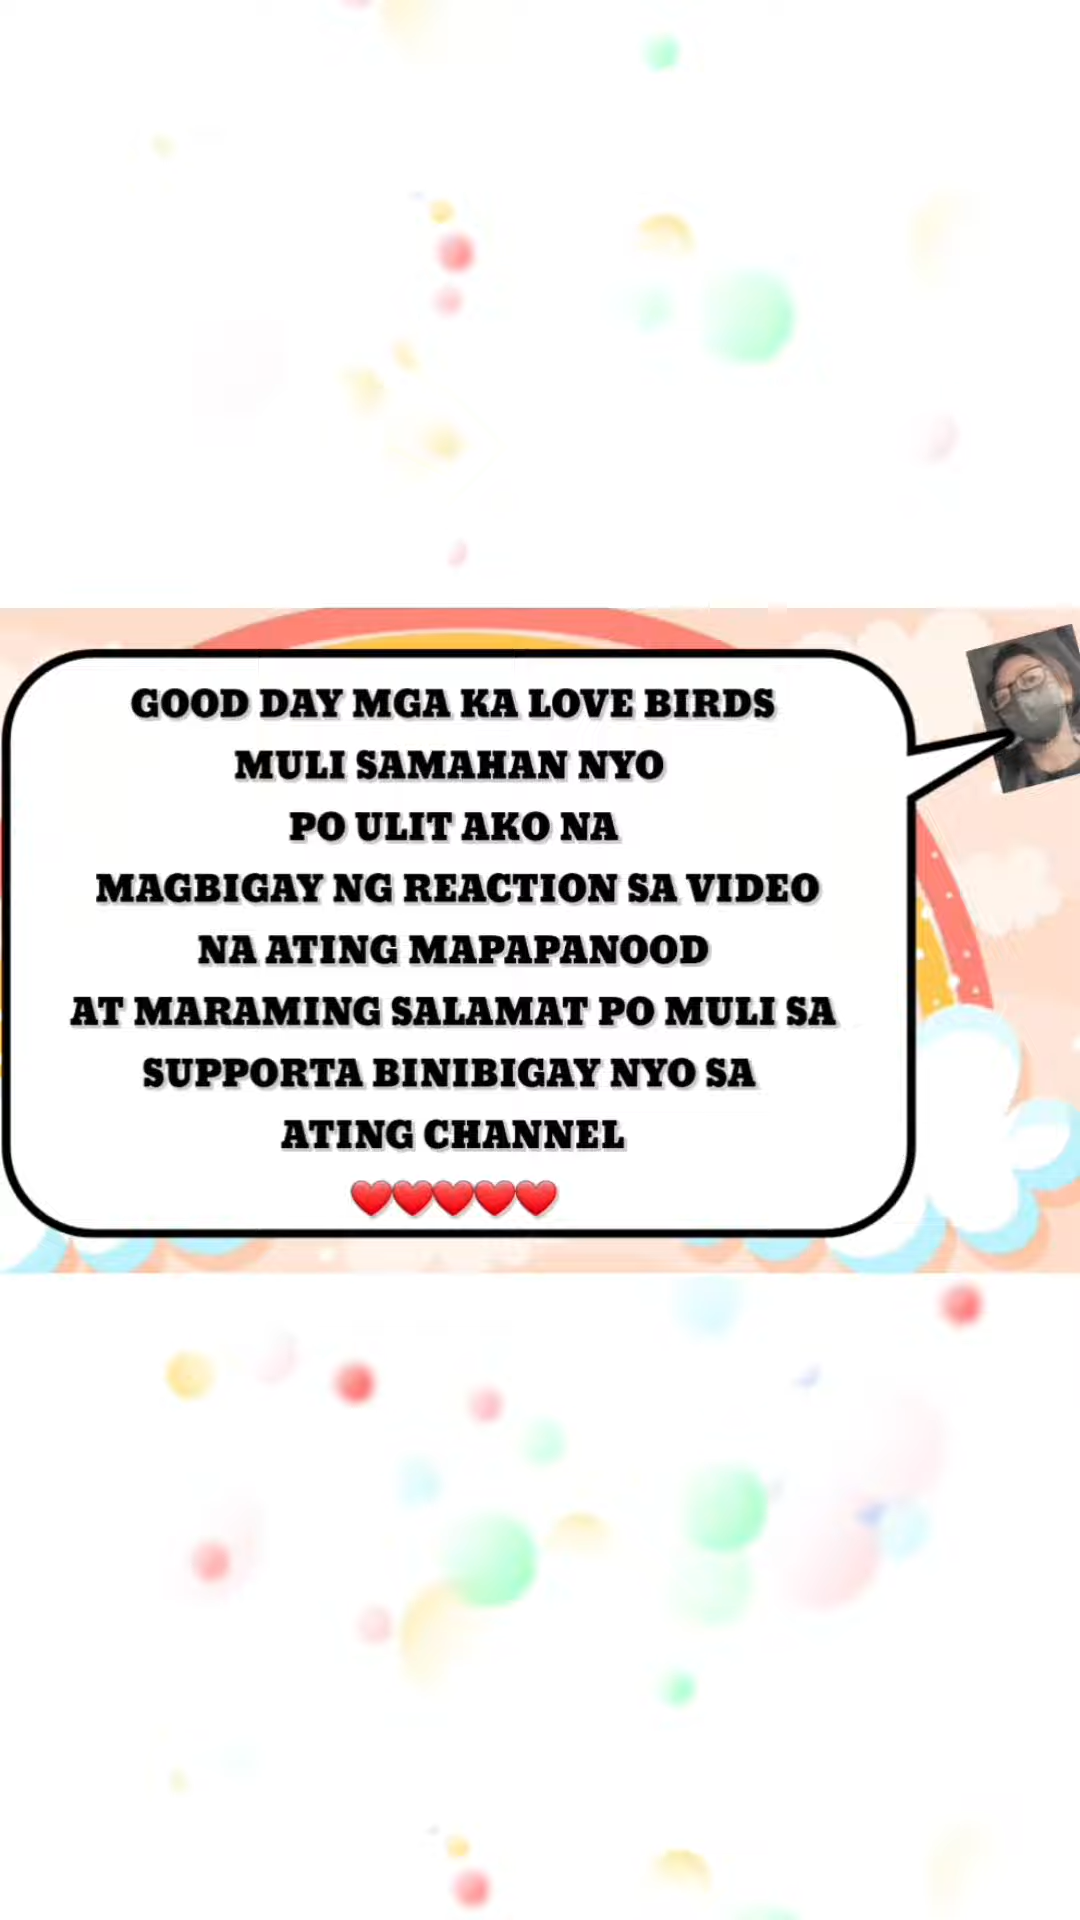 GOOD DAY MGA KA LOVE BIRDS
MULI SAMAHAN NYO
PO ULIT AKO NA
MAGBIGAY NG REACTION SA VIDEO
NA ATING MAPAPANOOD
AT MARAMING SALAMAT PO MULI SA
SUPPORTA BINIBIGAY NYO SA
ATING CHANNEL
❤❤❤❤❤